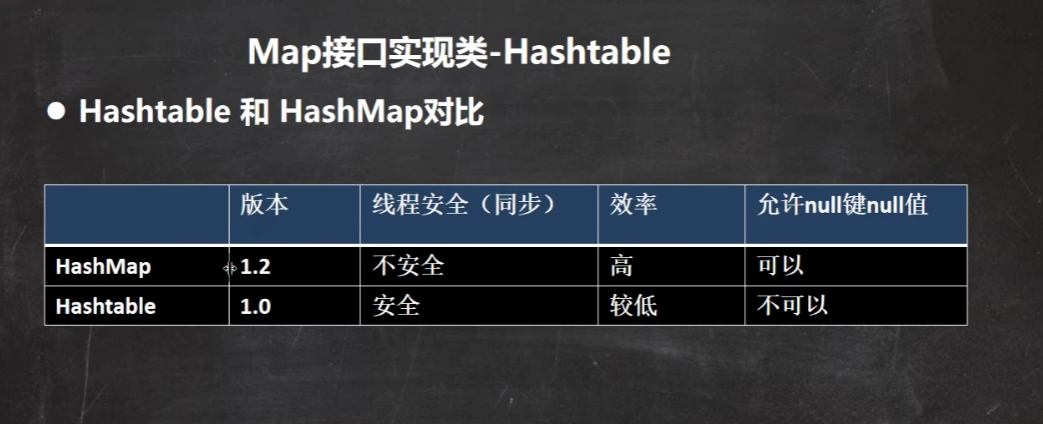 Map接口实现类-Hashtable
● Hashtable 和 HashMap对比
版本 线程安全（同步） 效率 允许null键null值
HashMap 1.2 不安全 高 可以
Hashtable 1.0 安全 较低 不可以